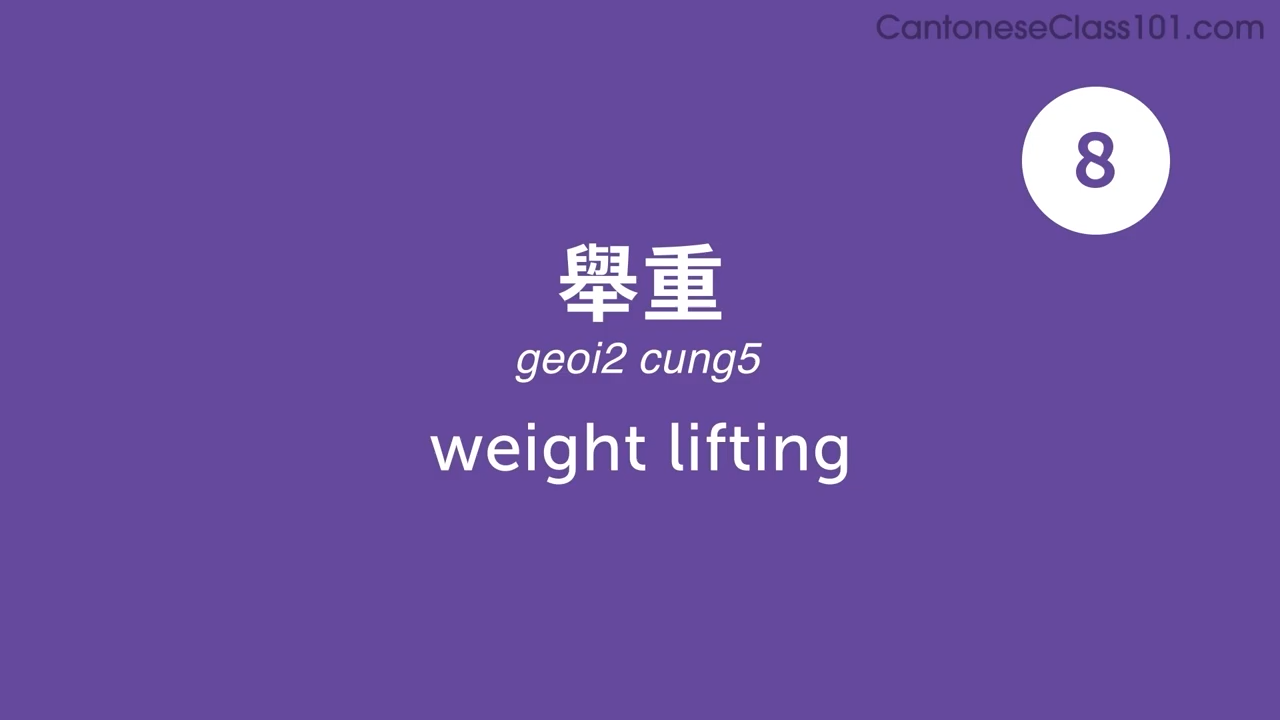 CantoneseClass101.com
8
舉重
geoi2 cung5
weight lifting